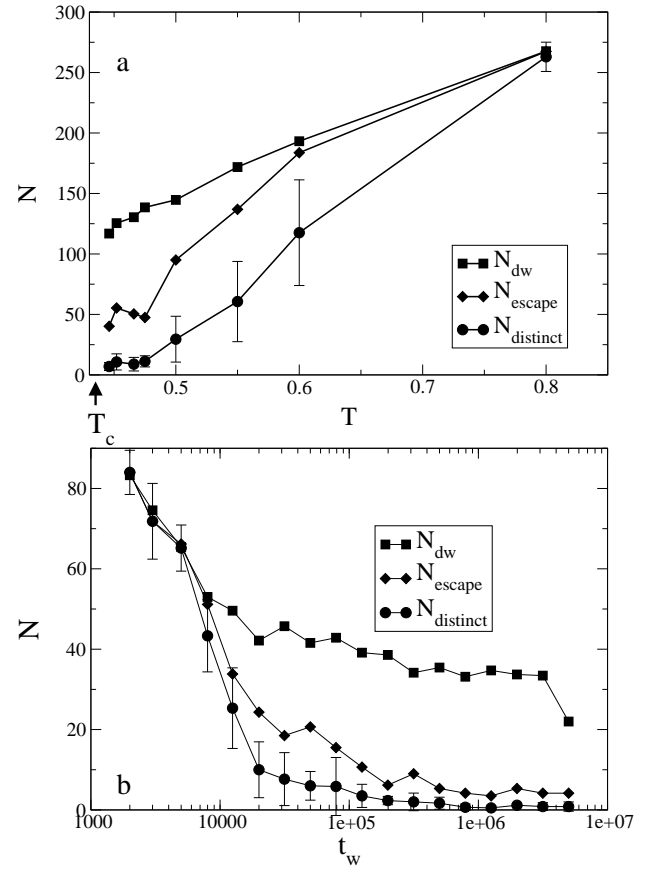 300
250
200
150
100
50
0
N
a
N_dw
N_escape
N_distinct
0.5 0.6 0.7 0.8
T
T_c
80
60
40
20
0
N
b
N_dw
N_escape
N_distinct
1000 10000 1e+05 1e+06 1e+07
t_w